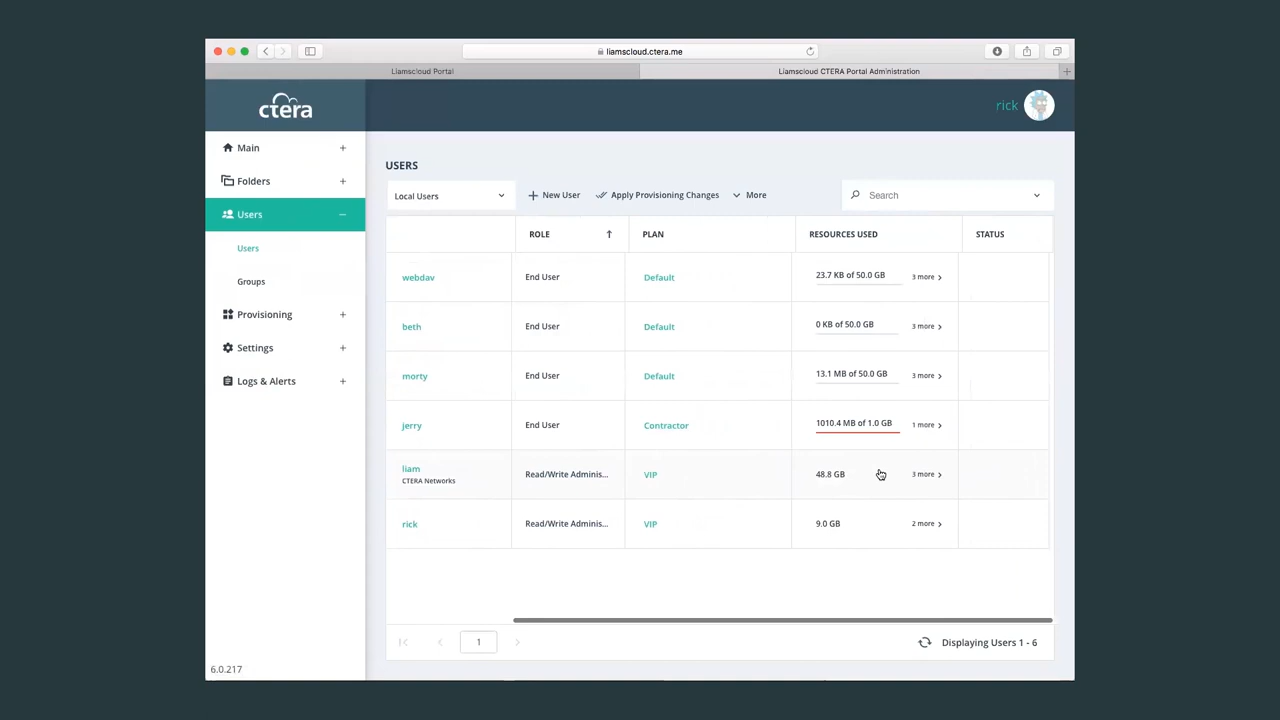 liamscloud.ctera.me
Liamscloud Portal
Liamscloud CTERA Portal Administration
ctera
rick
Main
Folders
Users
Users
Groups
Provisioning
Settings
Logs & Alerts
6.0.217
USERS
Local Users
New User
Apply Provisioning Changes
More
Search
ROLE
PLAN
RESOURCES USED
STATUS
webdav End User Default 23.7 KB of 50.0 GB 3 more
beth End User Default 0 KB of 50.0 GB 3 more
morty End User Default 13.1 MB of 50.0 GB 3 more
jerry End User Contractor 1010.4 MB of 1.0 GB 1 more
liam Read/Write Adminis... VIP 48.8 GB 3 more
CTERA Networks
rick Read/Write Adminis... VIP 9.0 GB 2 more
1
Displaying Users 1 - 6